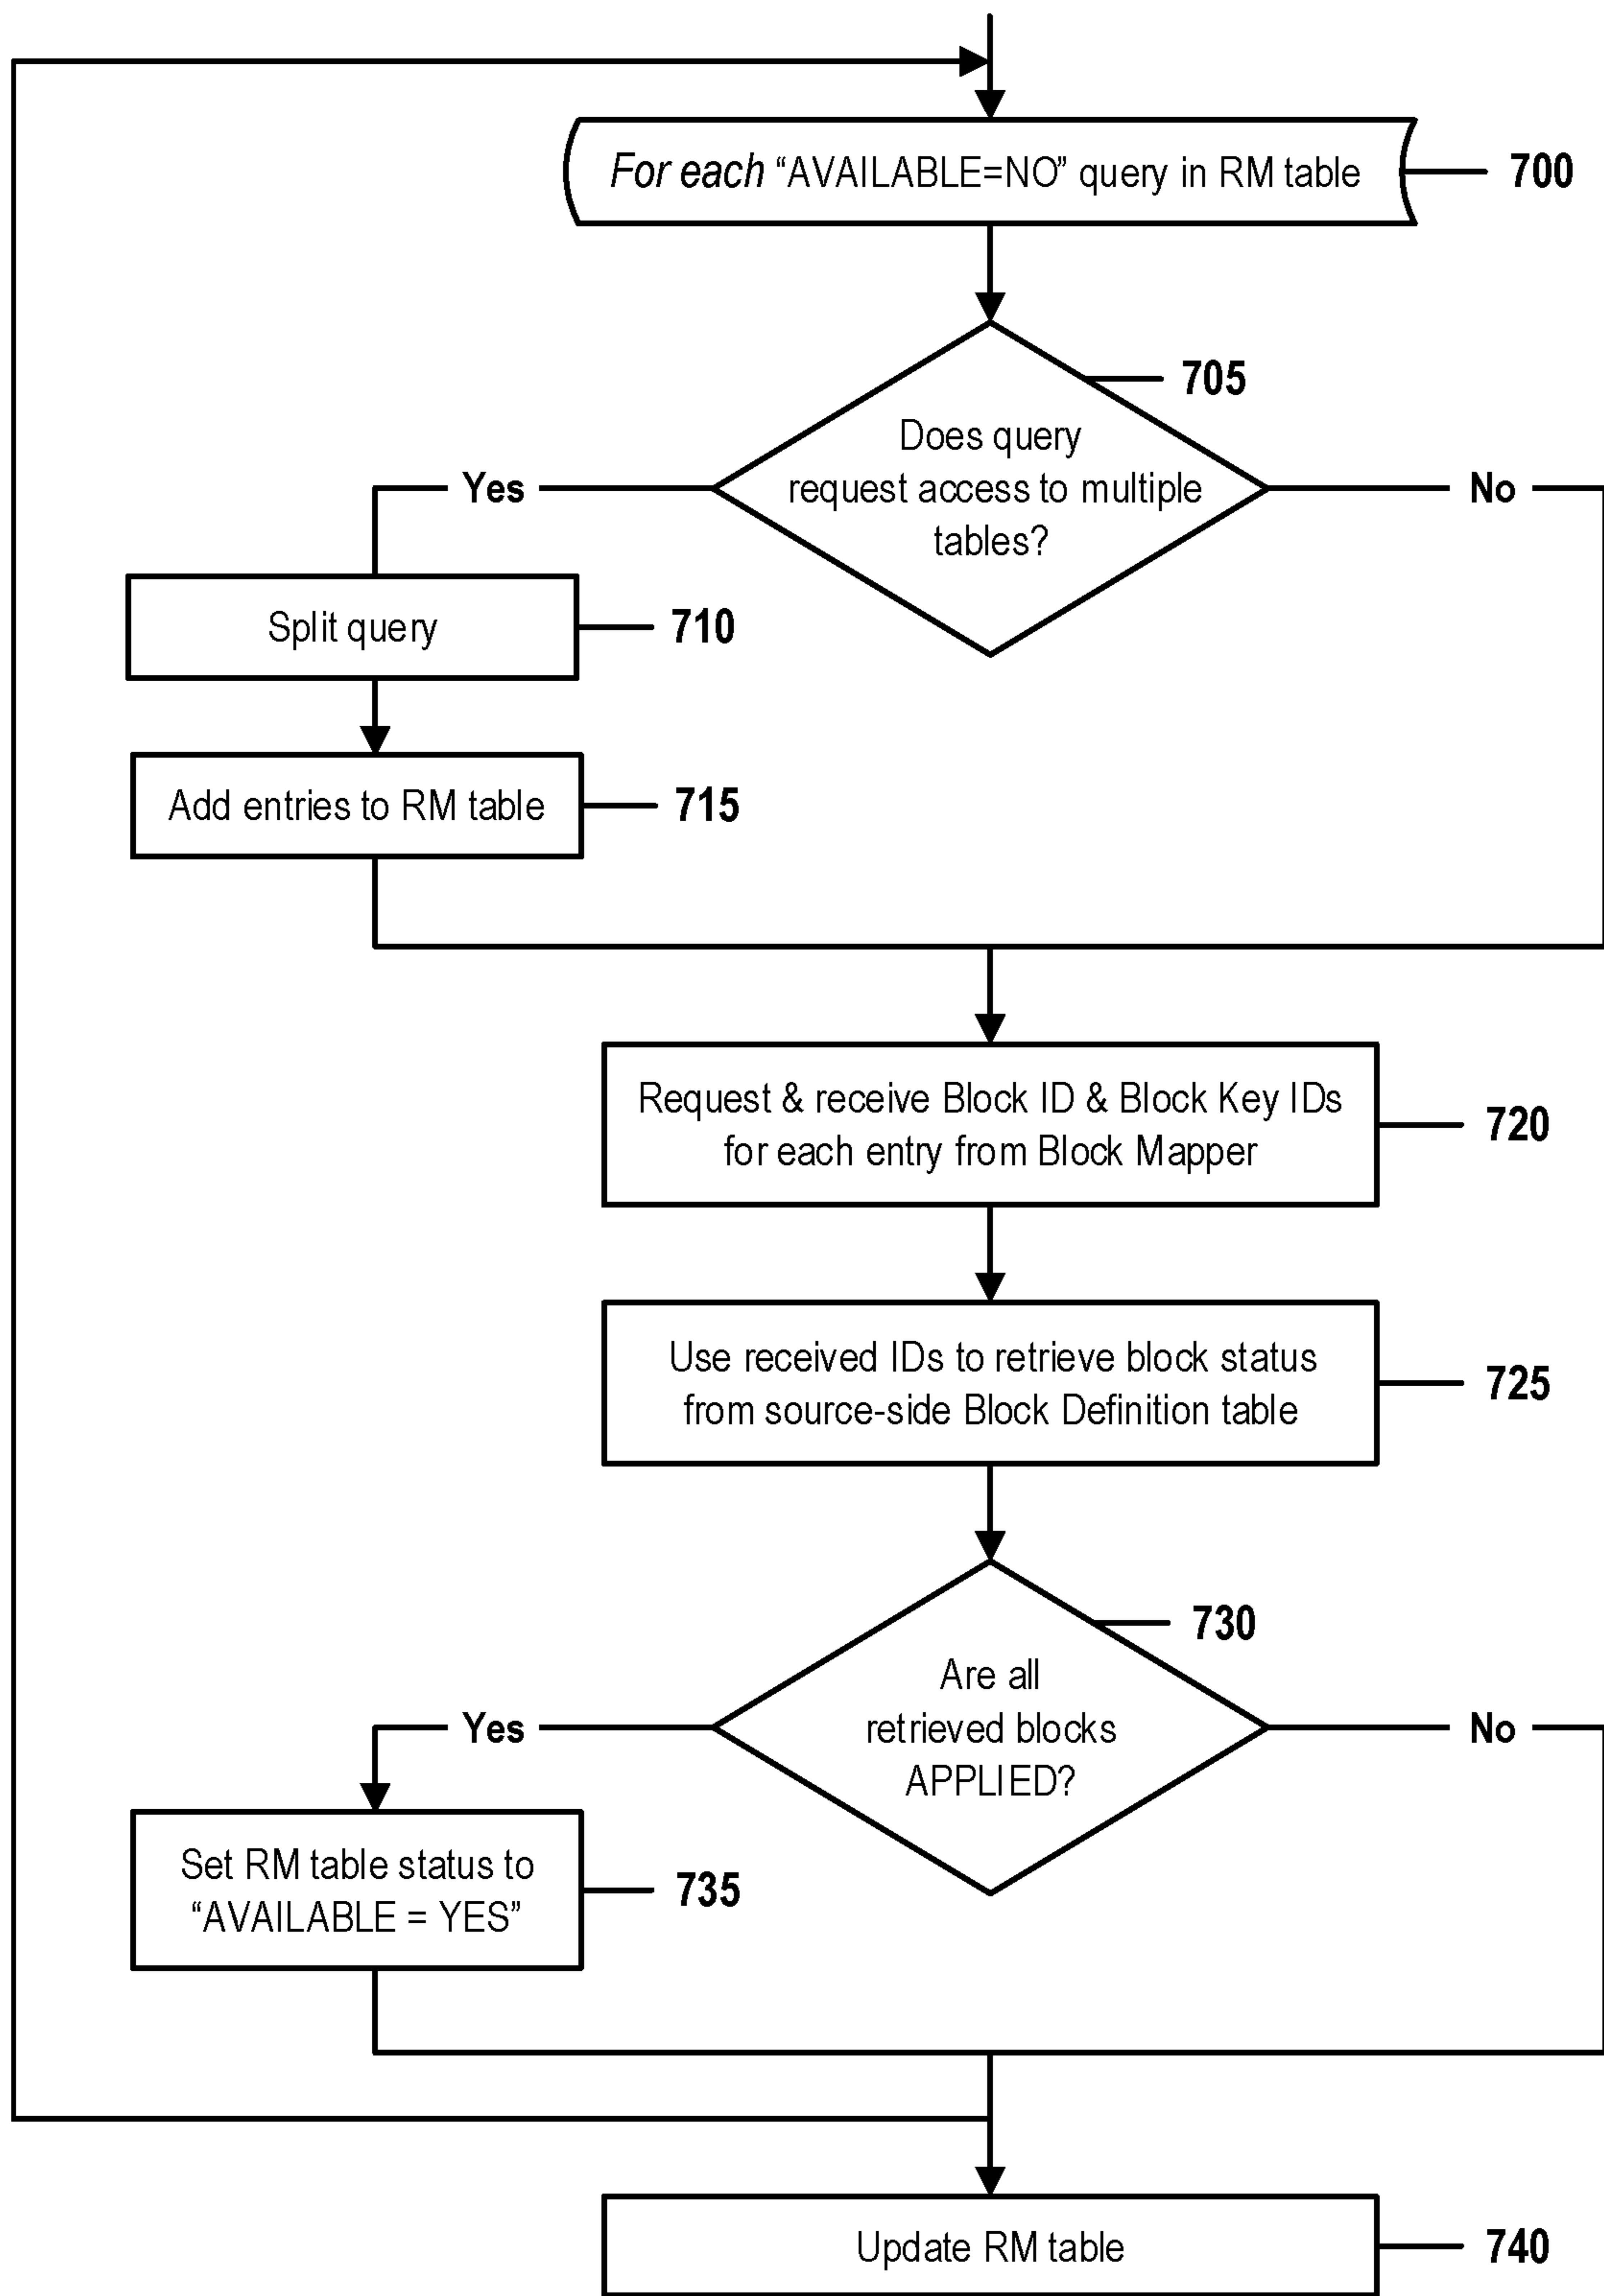 For each “AVAILABLE=NO” query in RM table
700
705
Does query
request access to multiple
tables?
Yes
No
Split query
710
Add entries to RM table
715
Request & receive Block ID & Block Key IDs
for each entry from Block Mapper
720
Use received IDs to retrieve block status
from source-side Block Definition table
725
730
Are all
retrieved blocks
APPLIED?
Yes
No
Set RM table status to
“AVAILABLE = YES”
735
Update RM table
740